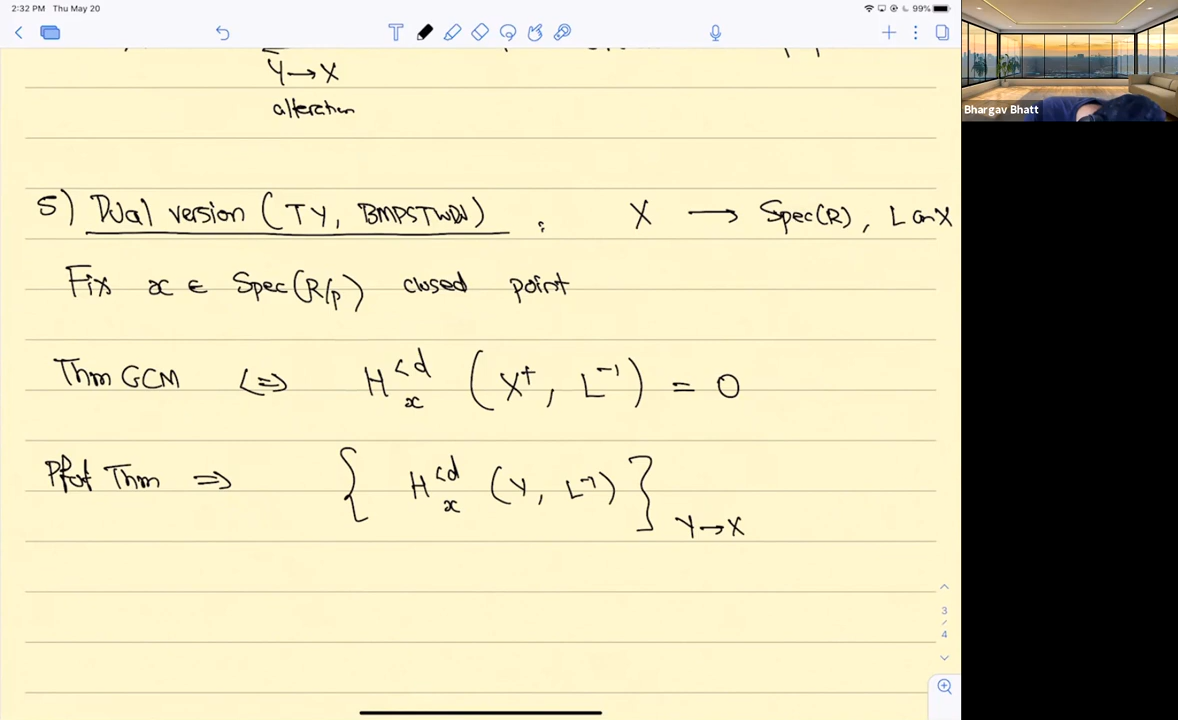 2:32 PM Thu May 20
99%
Y → X
alteration
5) Dual version (TY, BMPSTWW) : X → Spec(R), L on X
Fix x ∈ Spec(R/p) closed point
Thm GCM <=> H^{<d}_x (X^+, L^{-1}) = 0
Pf of Thm => { H^{<d}_x (Y, L^{-1}) }_{Y→X}
Bhargav Bhatt
3
/
4